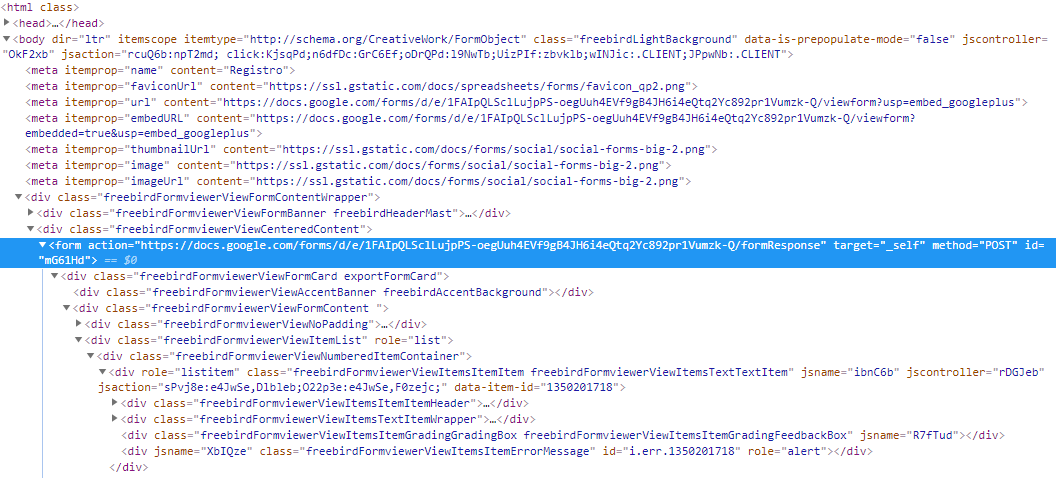 <html class>
<head>…</head>
<body dir="ltr" itemscope itemtype="http://schema.org/CreativeWork/FormObject" class="freebirdLightBackground" data-is-prepopulate-mode="false" jscontroller=
"OkF2xb" jsaction="rcuQ6b:npT2md; click:KjsqPd;n6dfDc:GrC6Ef;oDrQPd:l9NwTb;UizPIf:zbvklb;wINJic:.CLIENT;JPpwNb:.CLIENT">
<meta itemprop="name" content="Registro">
<meta itemprop="faviconUrl" content="https://ssl.gstatic.com/docs/spreadsheets/forms/favicon_qp2.png">
<meta itemprop="url" content="https://docs.google.com/forms/d/e/1FAIpQLSclLujpPS-oegUuh4EVf9gB4JH6i4eQtq2Yc892pr1Vumzk-Q/viewform?usp=embed_googleplus">
<meta itemprop="embedURL" content="https://docs.google.com/forms/d/e/1FAIpQLSclLujpPS-oegUuh4EVf9gB4JH6i4eQtq2Yc892pr1Vumzk-Q/viewform?
embedded=true&usp=embed_googleplus">
<meta itemprop="thumbnailUrl" content="https://ssl.gstatic.com/docs/forms/social/social-forms-big-2.png">
<meta itemprop="image" content="https://ssl.gstatic.com/docs/forms/social/social-forms-big-2.png">
<meta itemprop="imageUrl" content="https://ssl.gstatic.com/docs/forms/social/social-forms-big-2.png">
<div class="freebirdFormviewerViewFormContentWrapper">
<div class="freebirdFormviewerViewFormBanner freebirdHeaderMast">…</div>
<div class="freebirdFormviewerViewCenteredContent">
<form action="https://docs.google.com/forms/d/e/1FAIpQLSclLujpPS-oegUuh4EVf9gB4JH6i4eQtq2Yc892pr1Vumzk-Q/formResponse" target="_self" method="POST" id=
"mG61Hd"> == $0
<div class="freebirdFormviewerViewFormCard exportFormCard">
<div class="freebirdFormviewerViewAccentBanner freebirdAccentBackground"></div>
<div class="freebirdFormviewerViewFormContent ">
<div class="freebirdFormviewerViewNoPadding">…</div>
<div class="freebirdFormviewerViewItemList" role="list">
<div class="freebirdFormviewerViewNumberedItemContainer">
<div role="listitem" class="freebirdFormviewerViewItemsItemItem freebirdFormviewerViewItemsTextTextItem" jsname="ibnC6b" jscontroller="rDGJeb"
jsaction="sPvj8e:e4JwSe,Dlbleb;O22p3e:e4JwSe,F0zejc;" data-item-id="1350201718">
<div class="freebirdFormviewerViewItemsItemItemHeader">…</div>
<div class="freebirdFormviewerViewItemsTextItemWrapper">…</div>
<div class="freebirdFormviewerViewItemsItemGradingGradingBox freebirdFormviewerViewItemsItemGradingFeedbackBox" jsname="R7fTud"></div>
<div jsname="XbIQze" class="freebirdFormviewerViewItemsItemErrorMessage" id="i.err.1350201718" role="alert"></div>
</div>